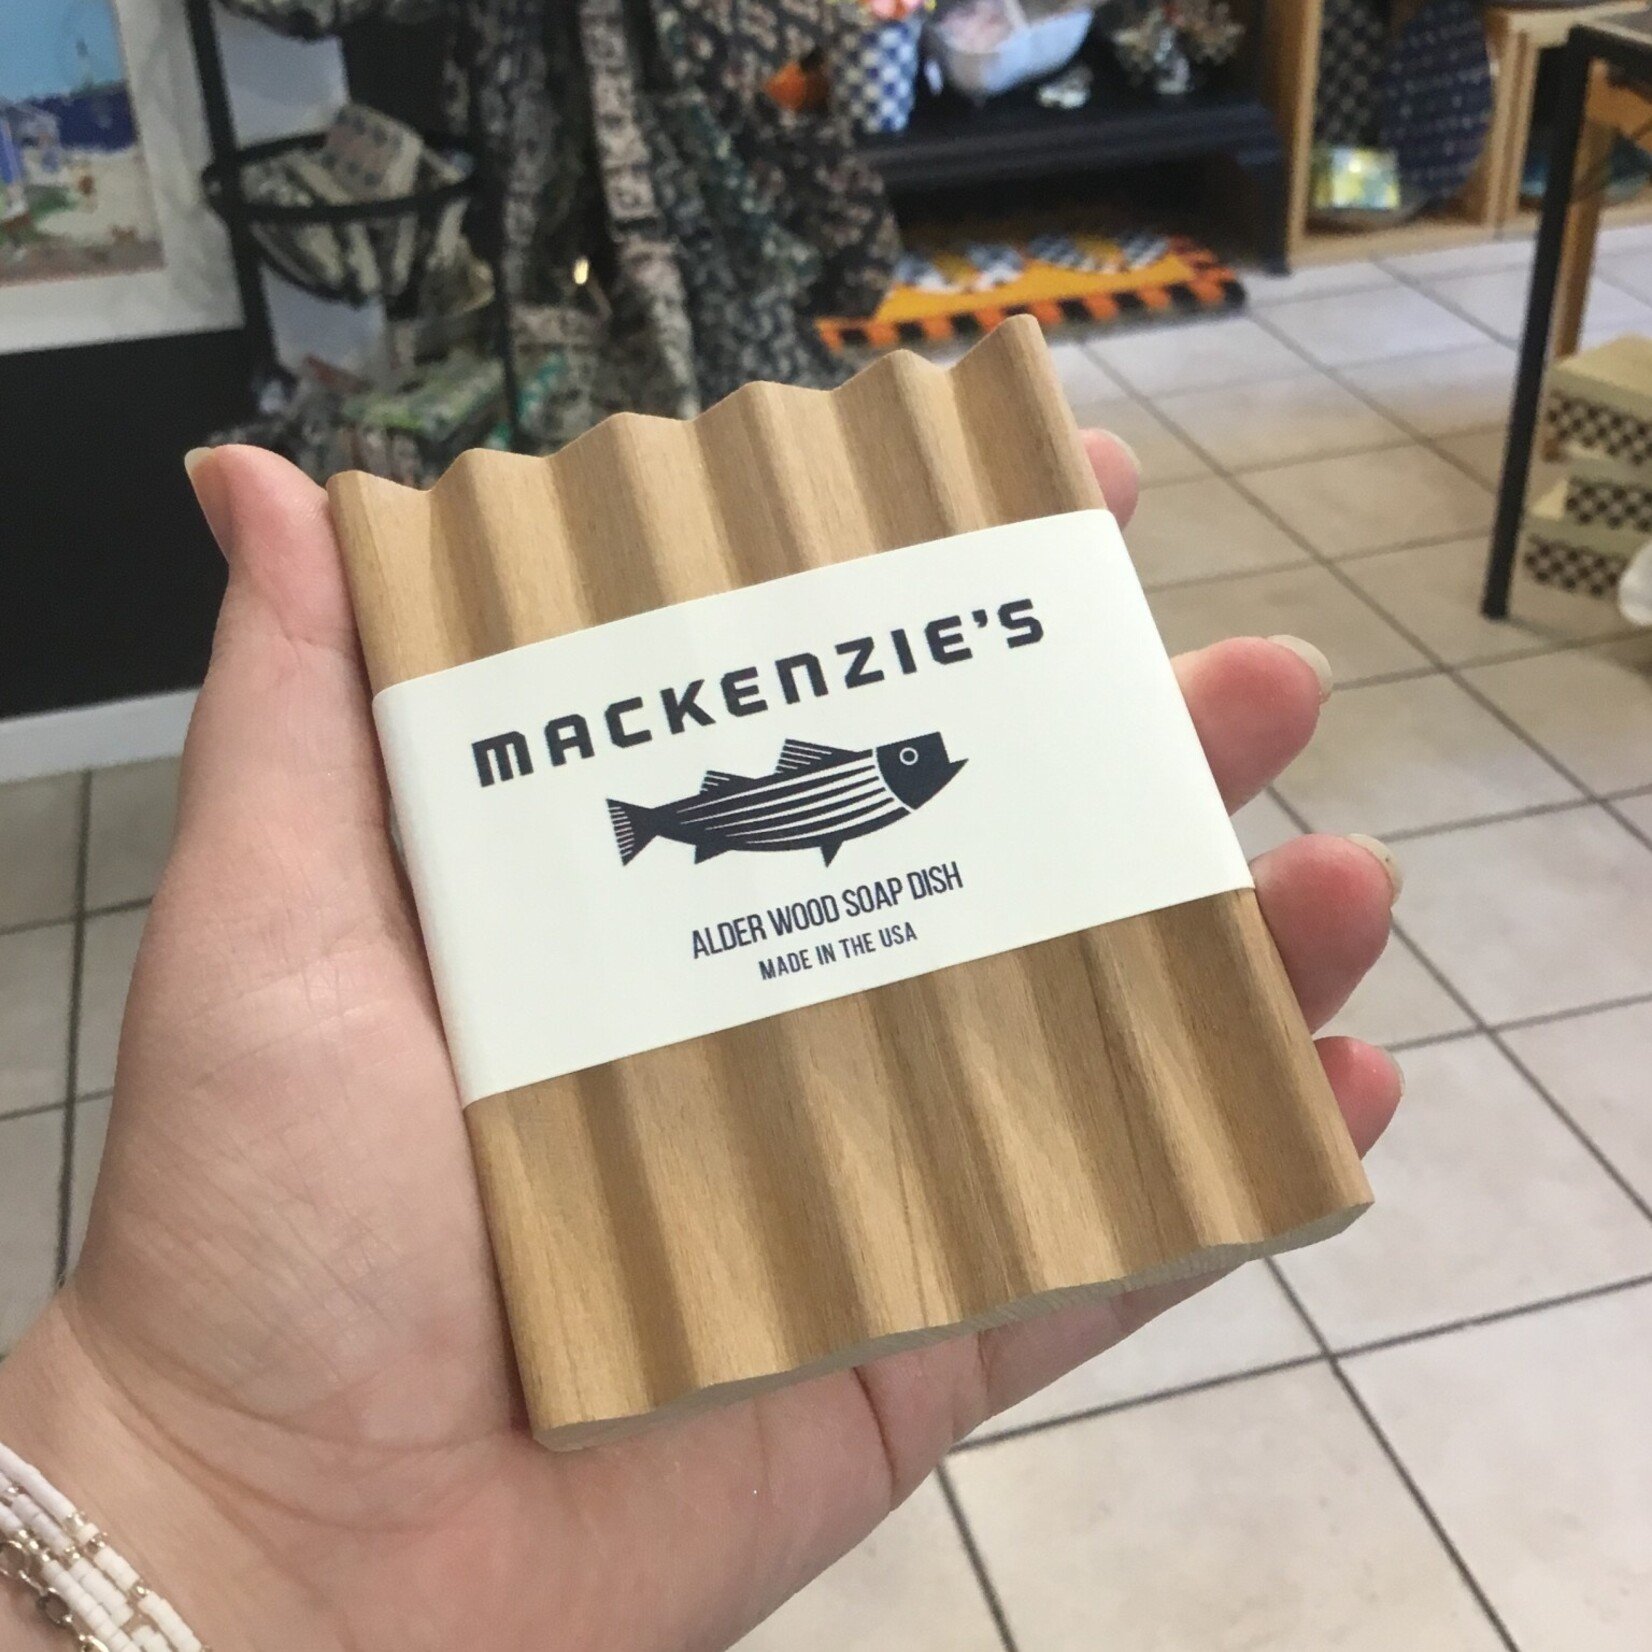 MACKENZIE'S
ALDER WOOD SOAP DISH
MADE IN THE USA